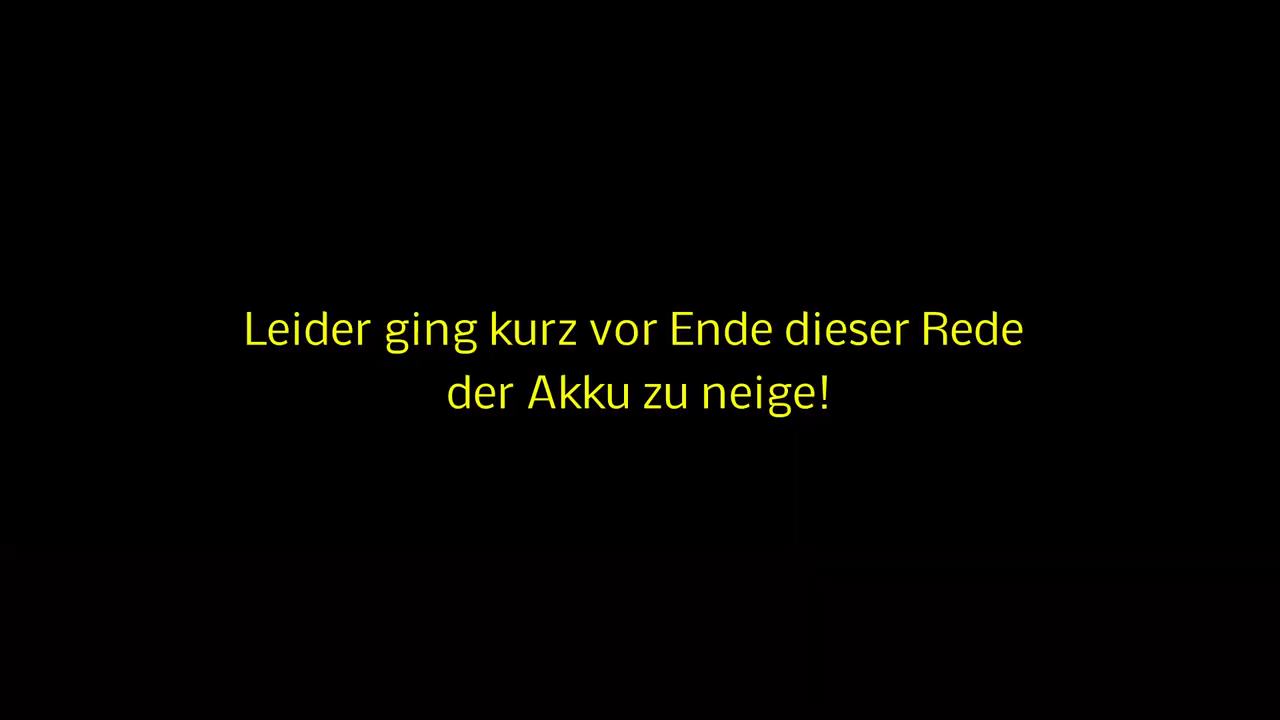 Leider ging kurz vor Ende dieser Rede
der Akku zu neige!